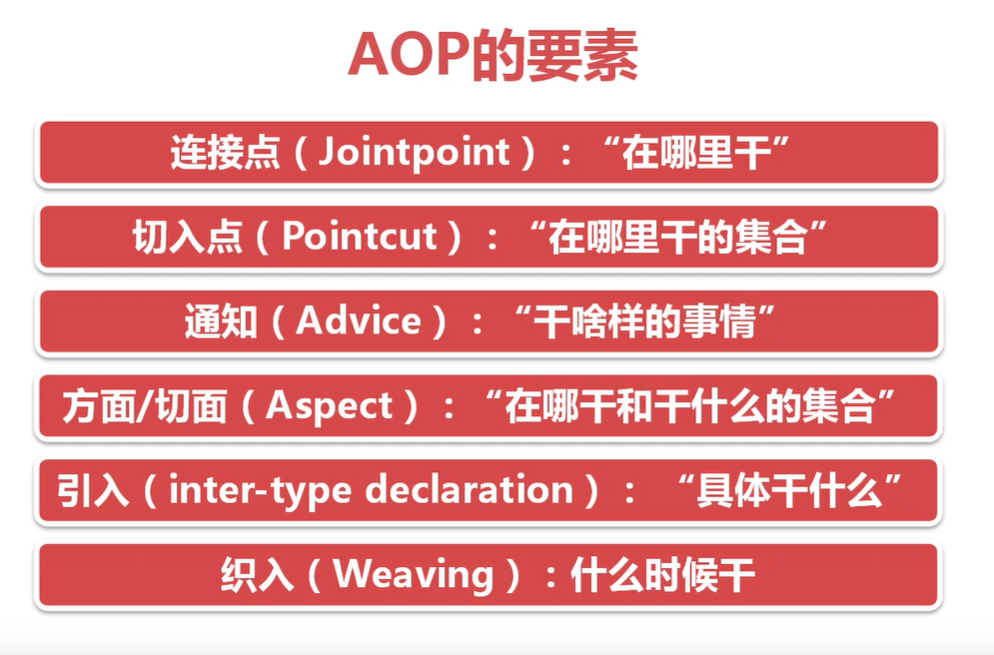 AOP的要素
连接点（Jointpoint）：“在哪里干”
切入点（Pointcut）：“在哪里干的集合”
通知（Advice）：“干啥样的事情”
方面/切面（Aspect）：“在哪干和干什么的集合”
引入（inter-type declaration）：“具体干什么”
织入（Weaving）：什么时候干